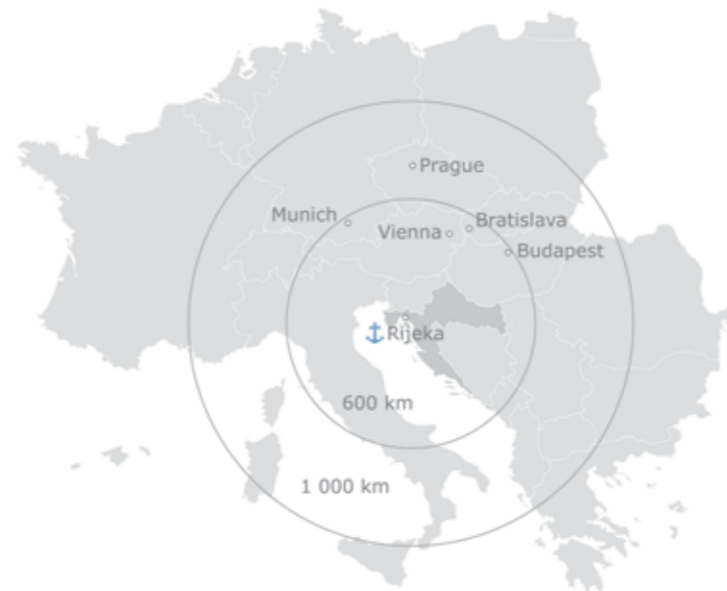 Prague
Munich
Bratislava
Vienna
Budapest
Rijeka
600 km
1 000 km